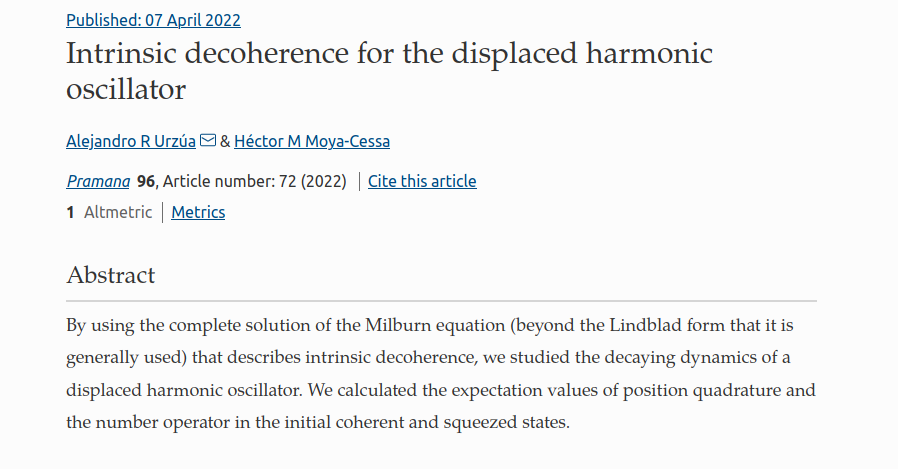 Published: 07 April 2022
Intrinsic decoherence for the displaced harmonic
oscillator
Alejandro R Urzúa & Héctor M Moya-Cessa
Pramana 96, Article number: 72 (2022) Cite this article
1 Altmetric Metrics
Abstract
By using the complete solution of the Milburn equation (beyond the Lindblad form that it is
generally used) that describes intrinsic decoherence, we studied the decaying dynamics of a
displaced harmonic oscillator. We calculated the expectation values of position quadrature and
the number operator in the initial coherent and squeezed states.